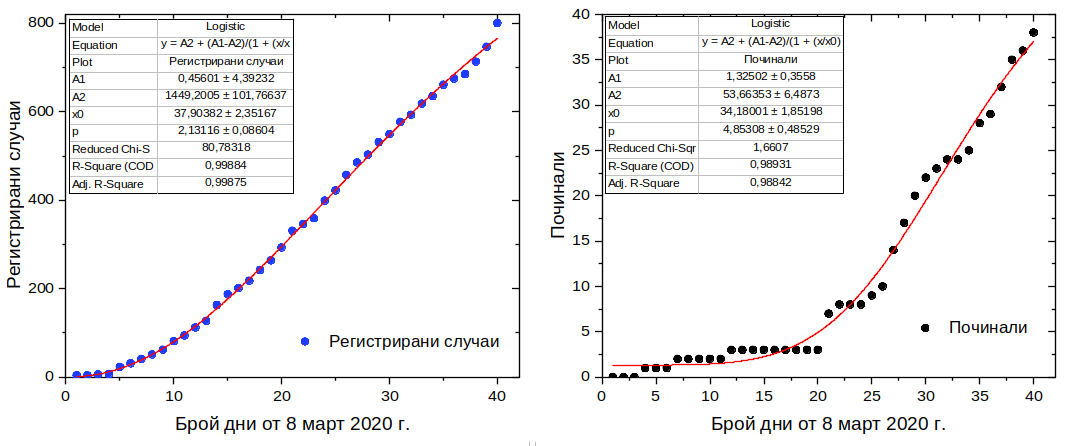 Model Logistic
Equation y = A2 + (A1-A2)/(1 + (x/x
Plot Регистрирани случаи
A1 0,45601 ± 4,39232
A2 1449,2005 ± 101,76637
x0 37,90382 ± 2,35167
p 2,13116 ± 0,08604
Reduced Chi-S 80,78318
R-Square (COD 0,99884
Adj. R-Square 0,99875
800
600
400
200
0
0 10 20 30 40
Регистрирани случаи
Регистрирани случаи
Брой дни от 8 март 2020 г.
Model Logistic
Equation y = A2 + (A1-A2)/(1 + (x/x0)
Plot Починали
A1 1,32502 ± 0,3558
A2 53,66353 ± 6,4873
x0 34,18001 ± 1,85198
p 4,85308 ± 0,48529
Reduced Chi-Sqr 1,6607
R-Square (COD) 0,98931
Adj. R-Square 0,98842
40
35
30
25
20
15
10
5
0
0 5 10 15 20 25 30 35 40
Починали
Починали
Брой дни от 8 март 2020 г.